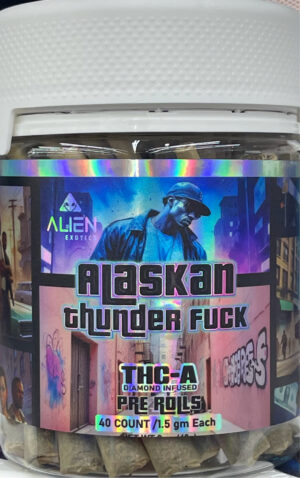 ALIEN
EXOTICS
ALASKAN
THUNDER FUCK
THC-A
DIAMOND INFUSED
PRE ROLLS
40 COUNT /1.5 gm Each